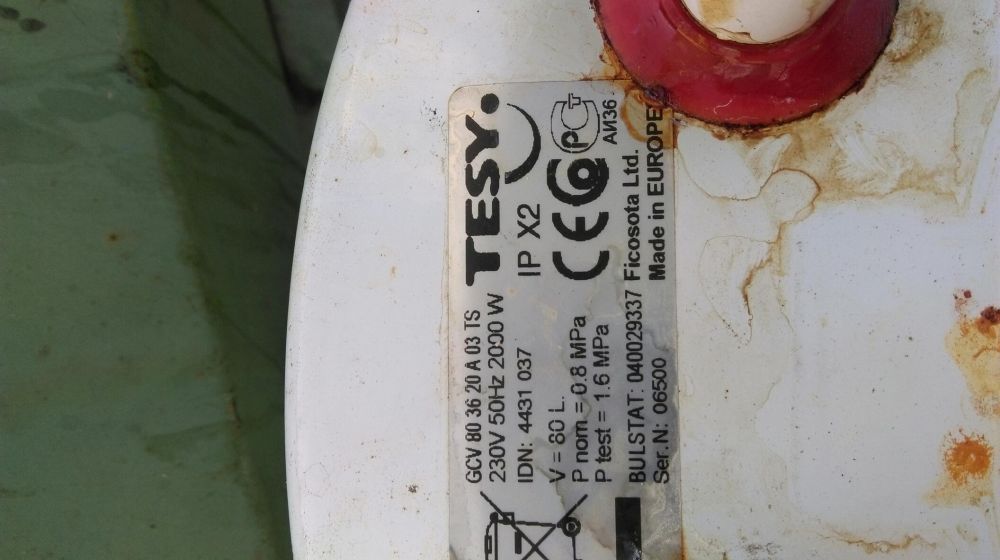 TESY
GCV 80 36 20 A 03 TS
230V 50Hz 2000 W
IDN: 4431 037
IP X2
V = 80 L.
P nom = 0.8 MPa
P test = 1.6 MPa
CE
РСТ
АИ36
BULSTAT: 040029337 Ficosota Ltd.
Ser.N: 06500
Made in EUROPE